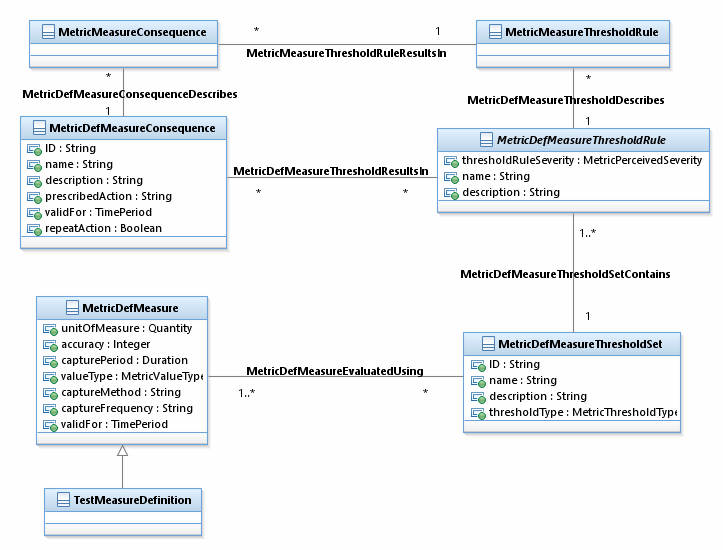 MetricMeasureConsequence
* 1
MetricMeasureThresholdRule
MetricMeasureThresholdRuleResultsIn
*
MetricDefMeasureConsequenceDescribes
1
*
MetricDefMeasureThresholdDescribes
1
MetricDefMeasureConsequence
ID : String
name : String
description : String
prescribedAction : String
validFor : TimePeriod
repeatAction : Boolean
MetricDefMeasureThresholdResultsIn
* *
MetricDefMeasureThresholdRule
thresholdRuleSeverity : MetricPerceivedSeverity
name : String
description : String
1..*
MetricDefMeasureThresholdSetContains
1
MetricDefMeasure
unitOfMeasure : Quantity
accuracy : Integer
capturePeriod : Duration
valueType : MetricValueType
captureMethod : String
captureFrequency : String
validFor : TimePeriod
MetricDefMeasureEvaluatedUsing
1..* *
MetricDefMeasureThresholdSet
ID : String
name : String
description : String
thresholdType : MetricThresholdType
TestMeasureDefinition